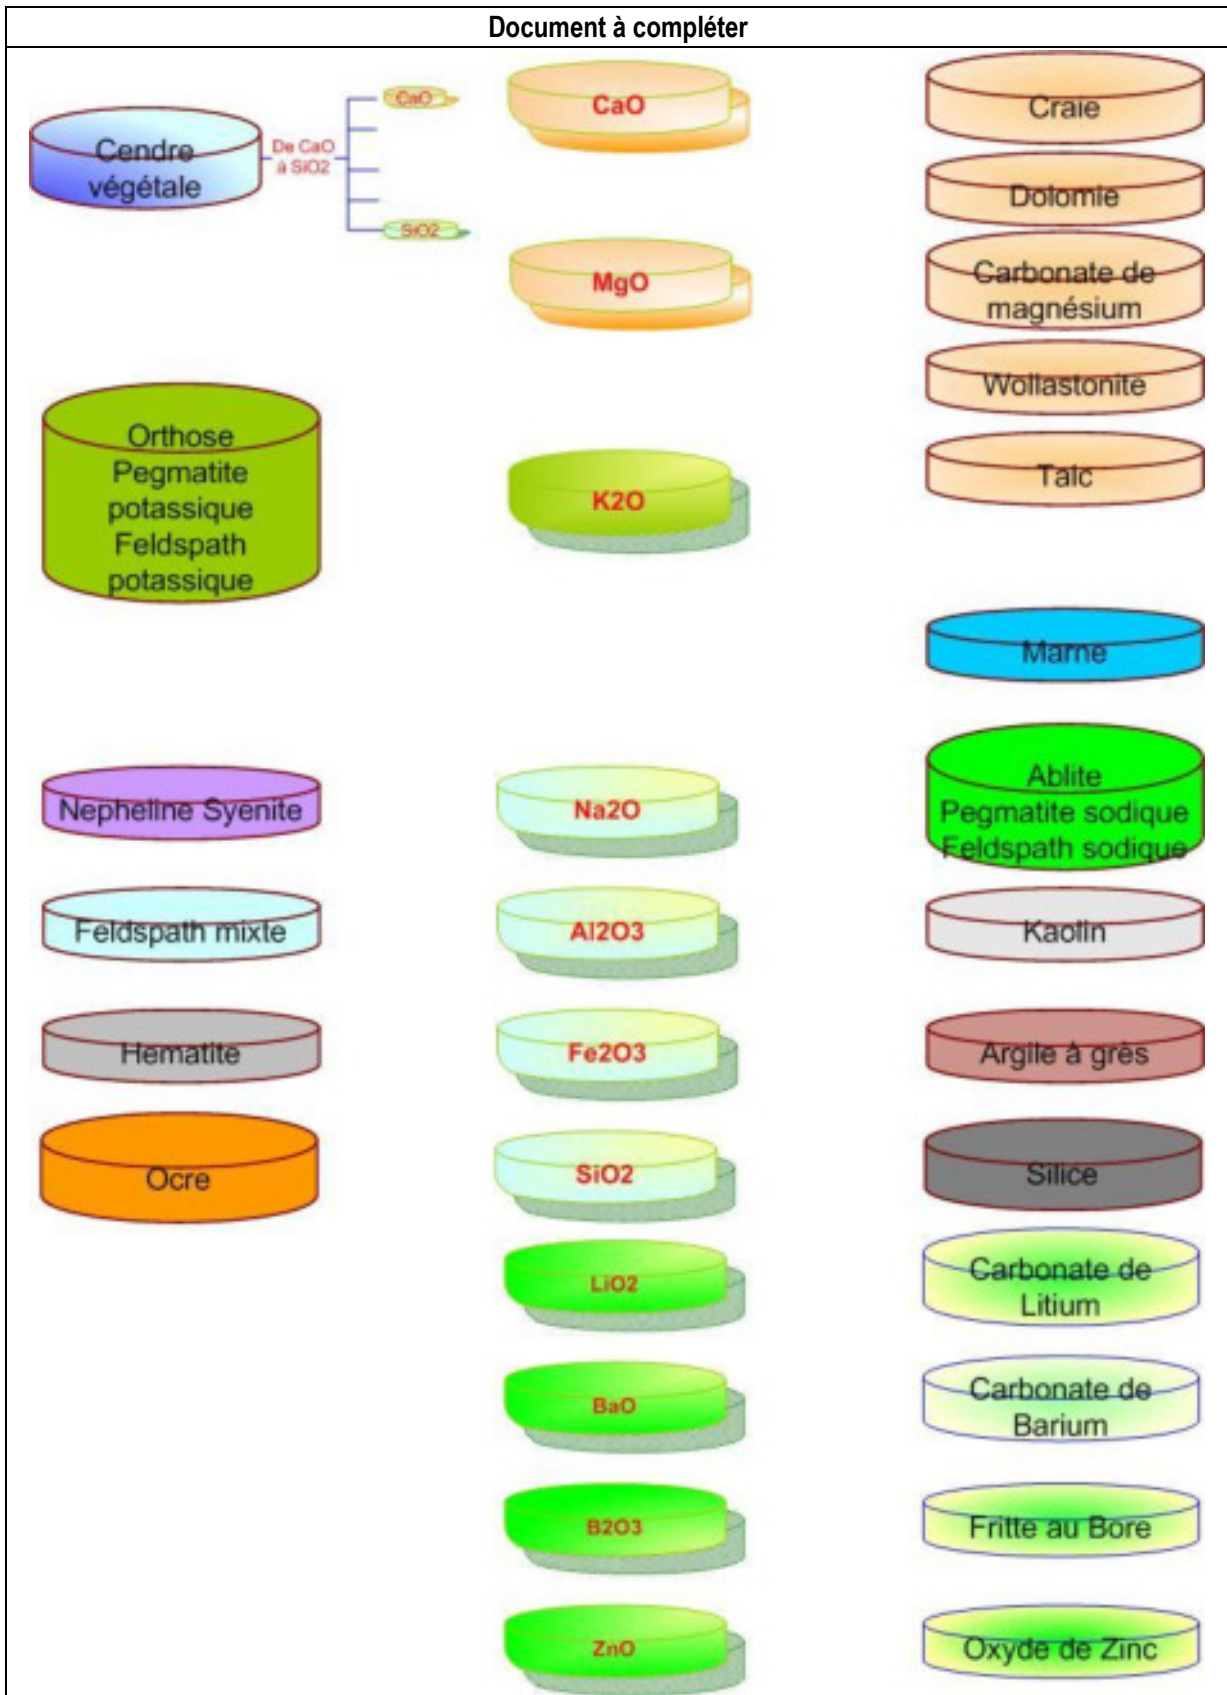 Document à compléter
Cendre
végétale
De CaO
à SiO2
CaO
SiO2
Orthose
Pegmatite
potassique
Feldspath
potassique
Nepheline Syenite
Feldspath mixte
Hematite
Ocre
CaO
MgO
K2O
Na2O
Al2O3
Fe2O3
SiO2
LiO2
BaO
B2O3
ZnO
Craie
Dolomie
Carbonate de
magnésium
Wollastonite
Talc
Marne
Ablite
Pegmatite sodique
Feldspath sodique
Kaolin
Argile à grès
Silice
Carbonate de
Litium
Carbonate de
Barium
Fritte au Bore
Oxyde de Zinc